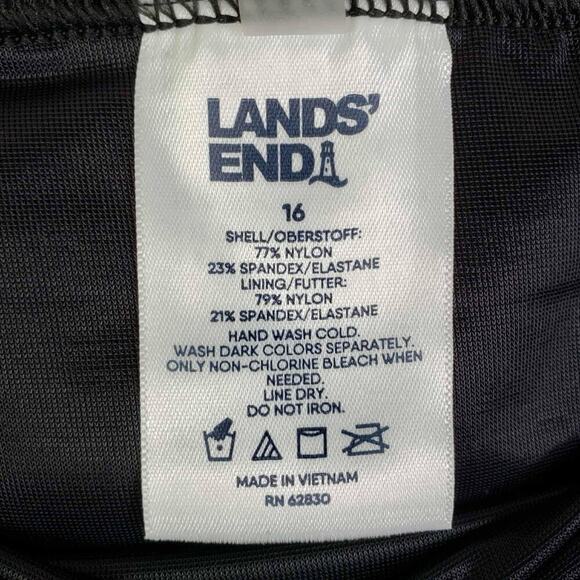 LANDS'
END
16
SHELL/OBERSTOFF:
77% NYLON
23% SPANDEX/ELASTANE
LINING/FUTTER:
79% NYLON
21% SPANDEX/ELASTANE
HAND WASH COLD.
WASH DARK COLORS SEPARATELY.
ONLY NON-CHLORINE BLEACH WHEN
NEEDED.
LINE DRY.
DO NOT IRON.
MADE IN VIETNAM
RN 62830